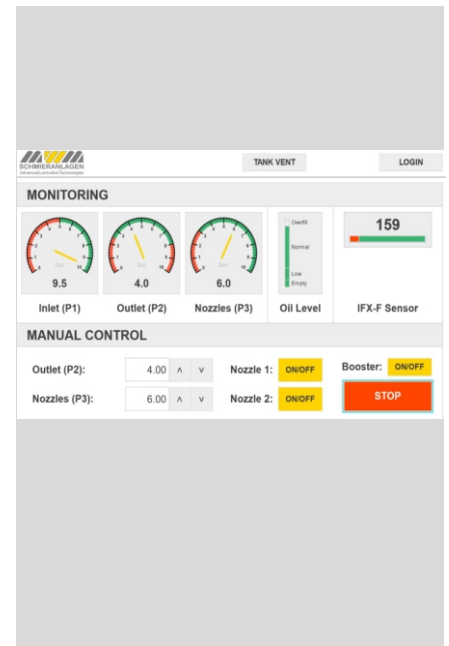 MWM
SCHMIERANLAGEN
TANK VENT
LOGIN
MONITORING
Overfill
Normal
Low
Empty
159
9.5
4.0
6.0
Inlet (P1)
Outlet (P2)
Nozzles (P3)
Oil Level
IFX-F Sensor
MANUAL CONTROL
Outlet (P2): 4.00 Nozzle 1: ON/OFF Booster: ON/OFF
Nozzles (P3): 6.00 Nozzle 2: ON/OFF STOP